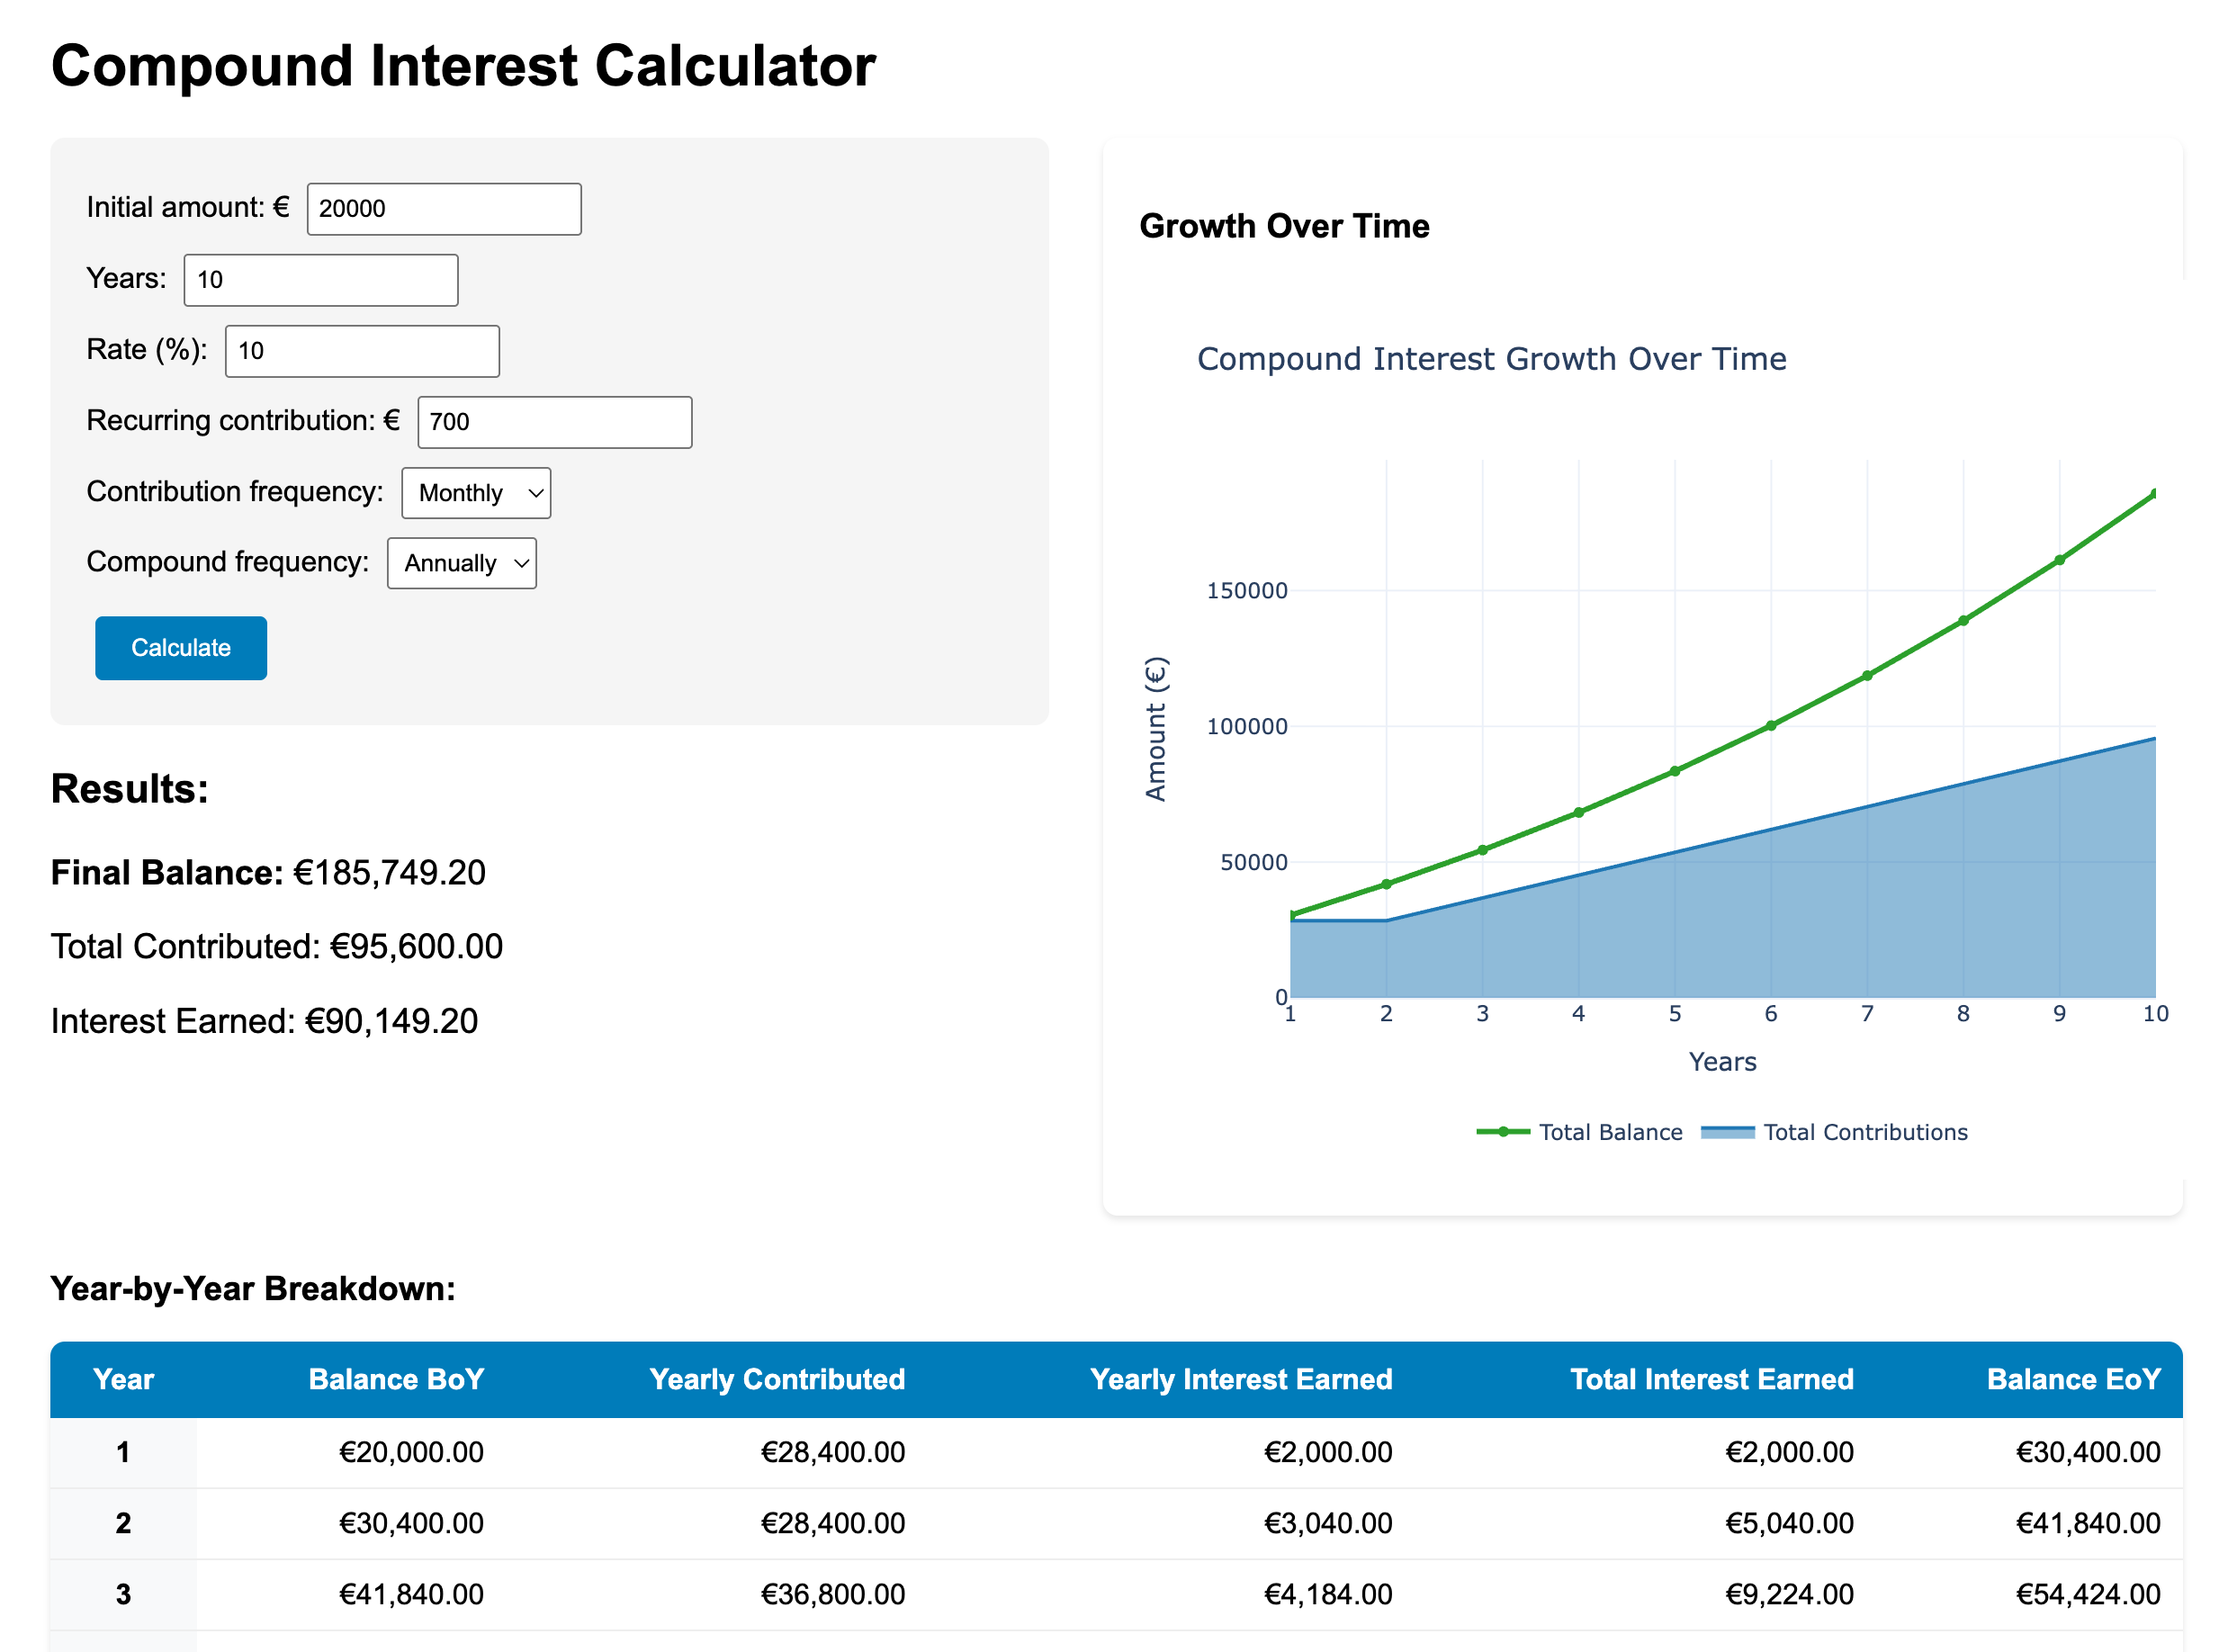 Compound Interest Calculator
Initial amount: € 20000
Years: 10
Rate (%): 10
Recurring contribution: € 700
Contribution frequency: Monthly
Compound frequency: Annually
Calculate
Results:
Final Balance: €185,749.20
Total Contributed: €95,600.00
Interest Earned: €90,149.20
Growth Over Time
Compound Interest Growth Over Time
Amount (€)
150000
100000
50000
0
1 2 3 4 5 6 7 8 9 10
Years
Total Balance Total Contributions
Year-by-Year Breakdown:
Year Balance BoY Yearly Contributed Yearly Interest Earned Total Interest Earned Balance EoY
1 €20,000.00 €28,400.00 €2,000.00 €2,000.00 €30,400.00
2 €30,400.00 €28,400.00 €3,040.00 €5,040.00 €41,840.00
3 €41,840.00 €36,800.00 €4,184.00 €9,224.00 €54,424.00